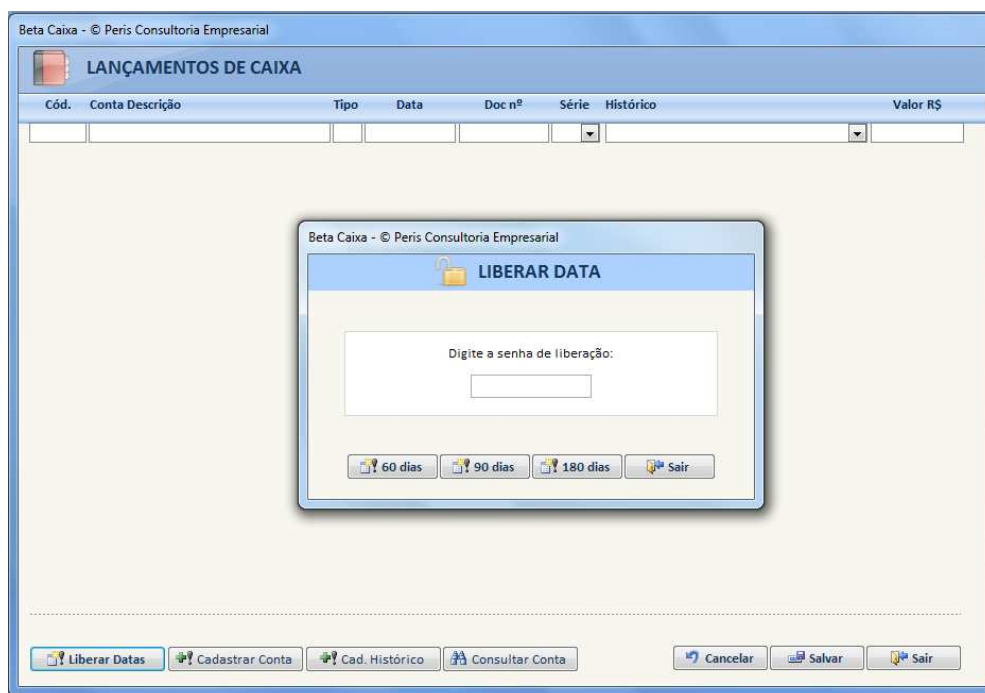 Beta Caixa - © Peris Consultoria Empresarial
LANÇAMENTOS DE CAIXA
Cód. Conta Descrição Tipo Data Doc nº Série Histórico Valor R$
Beta Caixa - © Peris Consultoria Empresarial
LIBERAR DATA
Digite a senha de liberação:
60 dias 90 dias 180 dias Sair
Liberar Datas Cadastrar Conta Cad. Histórico Consultar Conta Cancelar Salvar Sair